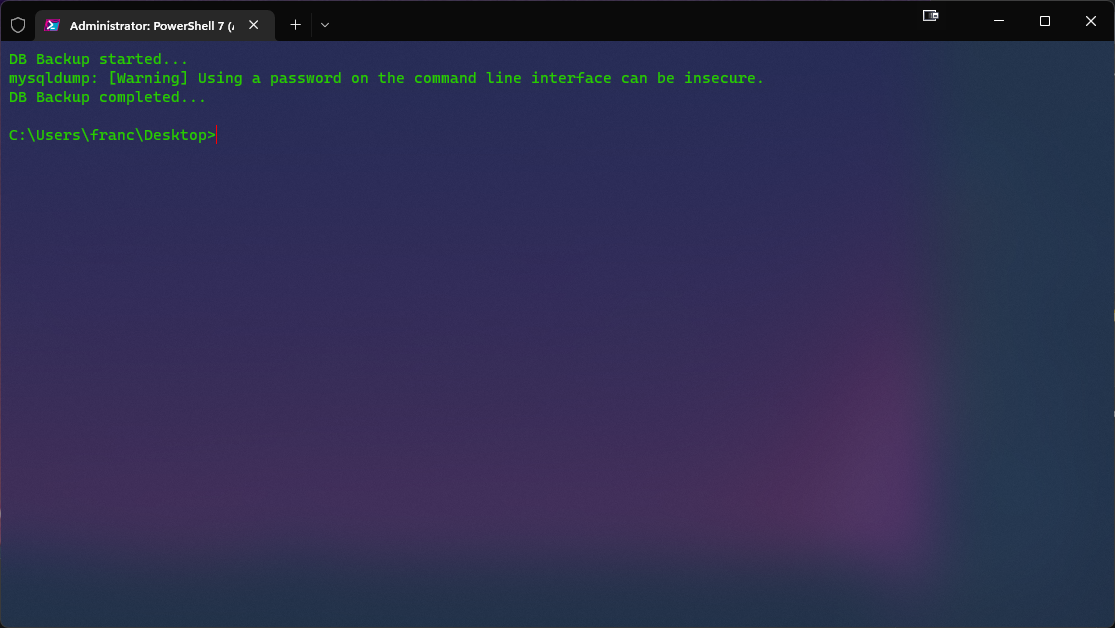 Administrator: PowerShell 7 (
DB Backup started...
mysqldump: [Warning] Using a password on the command line interface can be insecure.
DB Backup completed...
C:\Users\franc\Desktop>